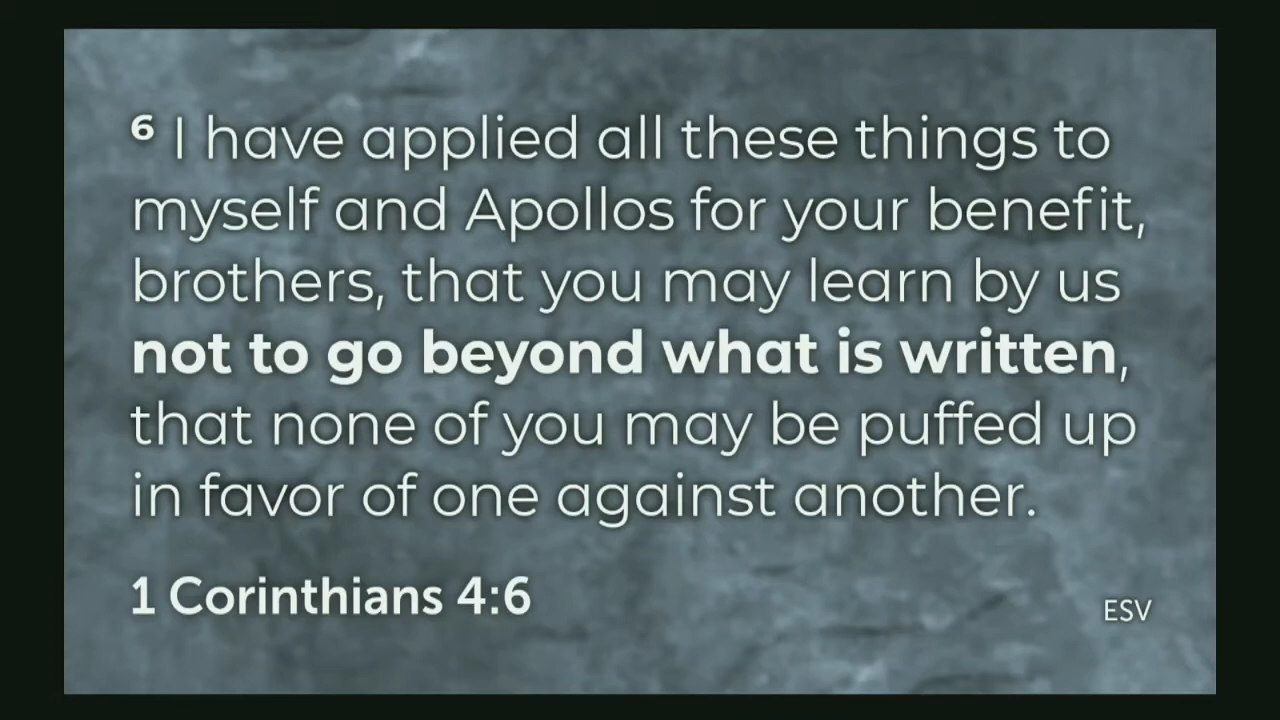 6 I have applied all these things to
myself and Apollos for your benefit,
brothers, that you may learn by us
not to go beyond what is written,
that none of you may be puffed up
in favor of one against another.
1 Corinthians 4:6
ESV